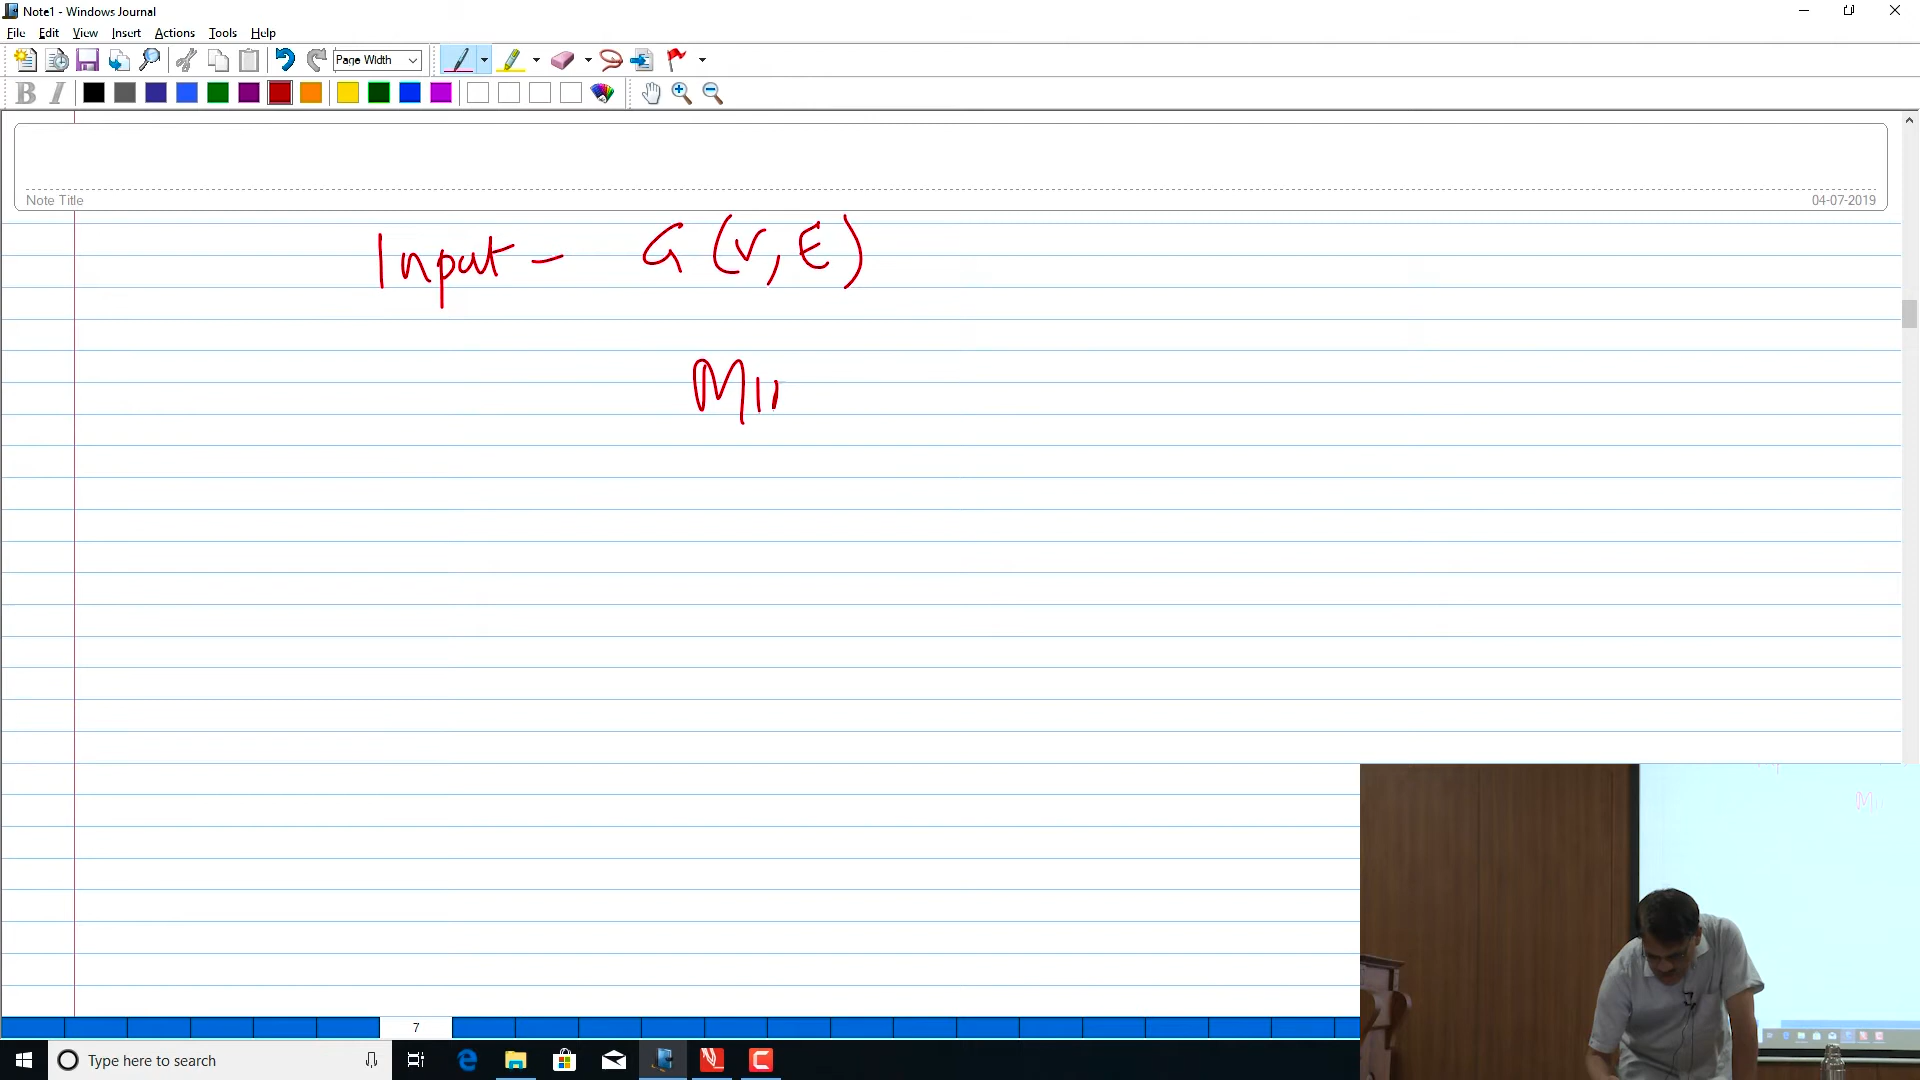 Note1 - Windows Journal
File Edit View Insert Actions Tools Help
Page Width
B I
Note Title
04-07-2019
Input - G (V, E)
7
Type here to search